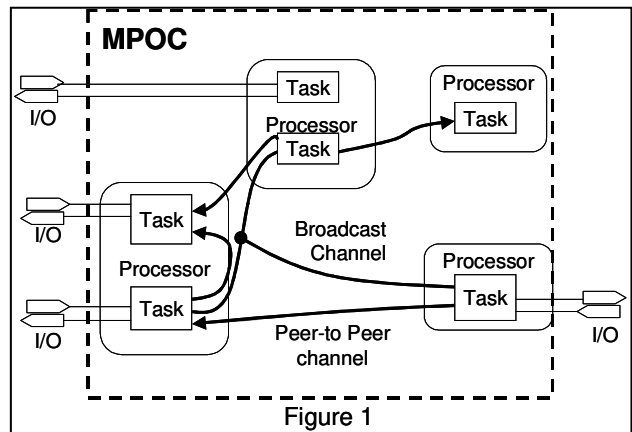 MPOC
Task
Processor
Task
Processor
Task
I/O
Task
I/O
Processor
Task
I/O
Broadcast
Channel
Processor
Task
I/O
Peer-to Peer
channel
Figure 1